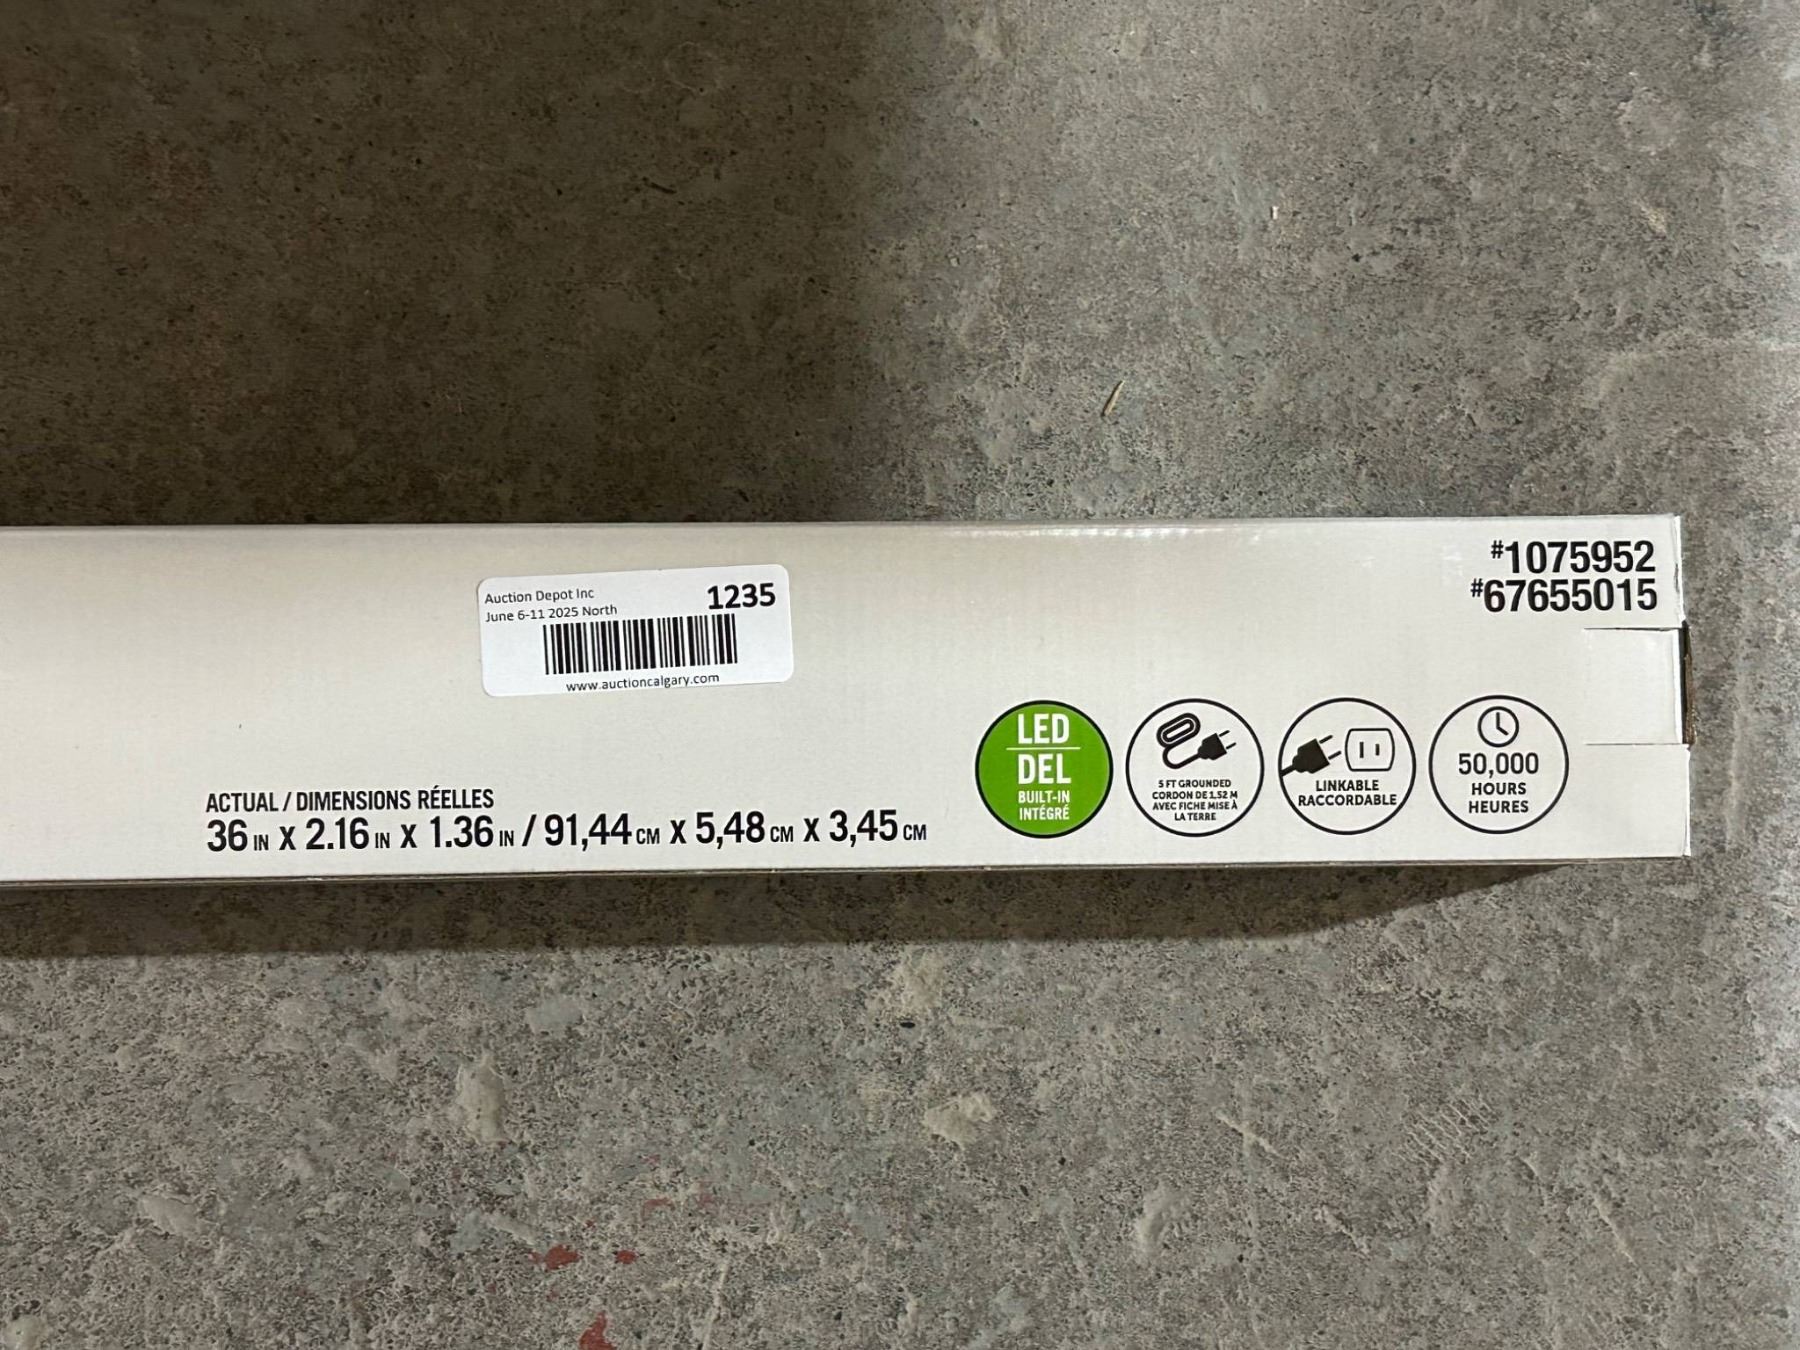 #1075952
#67655015
Auction Depot Inc
1235
June 6-11 2025 North
www.auctioncalgary.com
LED
DEL
BUILT-IN
INTÉGRÉ
5 FT GROUNDED
CORDON DE 1,52 M
AVEC FICHE MISE À
LA TERRE
LINKABLE
RACCORDABLE
50,000
HOURS
HEURES
ACTUAL / DIMENSIONS RÉELLES
36 IN X 2.16 IN X 1.36 IN / 91,44 CM X 5,48 CM X 3,45 CM